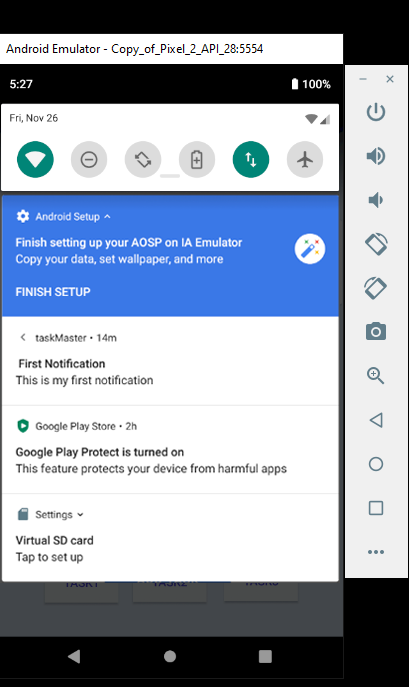 Android Emulator - Copy_of_Pixel_2_API_28:5554
5:27
100%
Fri, Nov 26
Android Setup
Finish setting up your AOSP on IA Emulator
Copy your data, set wallpaper, and more
FINISH SETUP
taskMaster • 14m
First Notification
This is my first notification
Google Play Store • 2h
Google Play Protect is turned on
This feature protects your device from harmful apps
Settings
Virtual SD card
Tap to set up